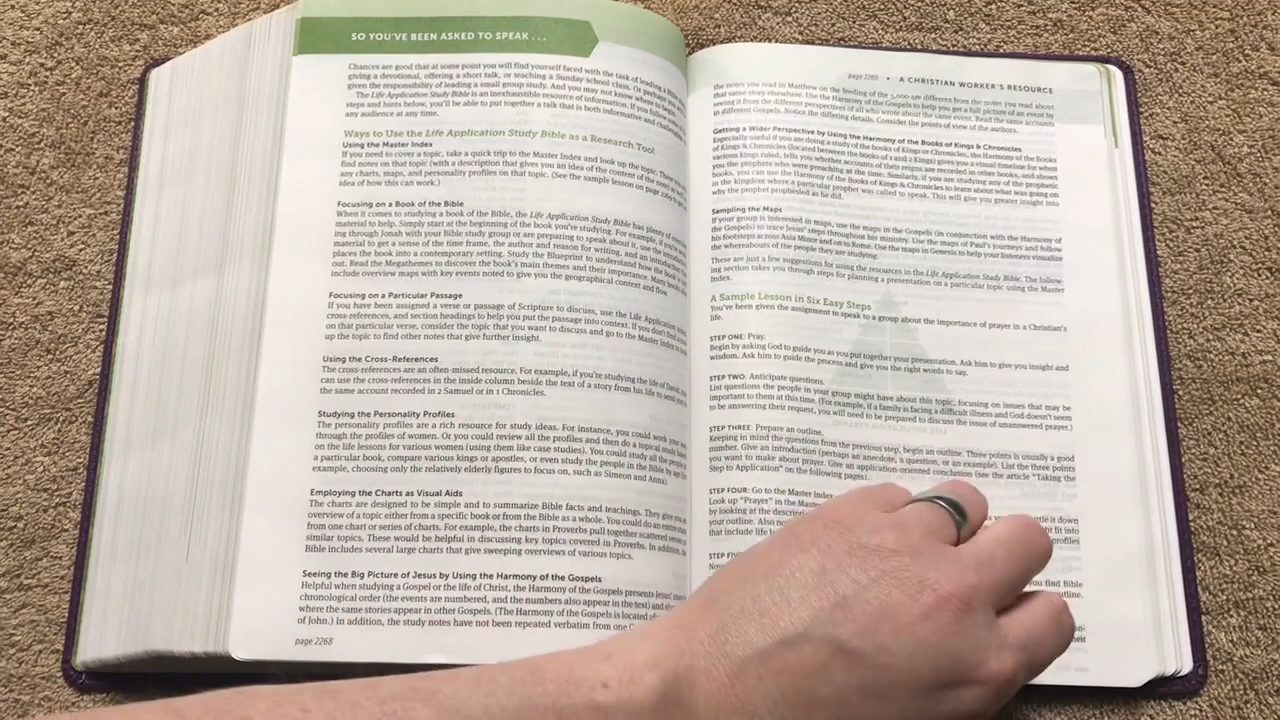 SO YOU'VE BEEN ASKED TO SPEAK . . .
Chances are good that at some point you will find yourself faced with the task of leading a
giving a devotional, offering a short talk, or teaching a Sunday school class. Or perhaps
given the responsibility of leading a small group study. And you may not know where to
The Life Application Study Bible is an inexhaustible resource of information. If you follow
steps and hints below, you'll be able to put together a talk that is both informative and
any audience at any time.
Ways to Use the Life Application Study Bible as a Research Tool
Using the Master Index
If you need to cover a topic, take a quick trip to the Master Index and look up the topic.
find notes on that topic (with a description that gives you an idea of the content of the note)
any charts, maps, and personality profiles on that topic. (See the sample lesson on page
idea of how this can work.)
Focusing on a Book of the Bible
When it comes to studying a book of the Bible, the Life Application Study Bible has plenty of
material to help. Simply start at the beginning of the book you're studying. For example, if
ing through Jonah with your Bible study group or are preparing to speak about it, use the
material to get a sense of the time frame, the author and reason for writing, and an
places the book into a contemporary setting. Study the Blueprint to understand how the book is
out. Read the Megathemes to discover the book's main themes and their importance. Many
include overview maps with key events noted to give you the geographical context and flow.
Focusing on a Particular Passage
If you have been assigned a verse or passage of Scripture to discuss, use the Life Application
cross-references, and section headings to help you put the passage into context. If you don't find
on that particular verse, consider the topic that you want to discuss and go to the Master Index to
up the topic to find other notes that give further insight.
Using the Cross-References
The cross-references are an often-missed resource. For example, if you're studying the life of David,
can use the cross-references in the inside column beside the text of a story from his life to send you
the same account recorded in 2 Samuel or in 1 Chronicles.
Studying the Personality Profiles
The personality profiles are a rich resource for study ideas. For instance, you could work your
through the profiles of women. Or you could review all the profiles and then do a topical study
on the life lessons for various women (using them like case studies). You could study all the people
a particular book, compare various kings or apostles, or even study the people in the Bible by age
example, choosing only the relatively elderly figures to focus on, such as Simeon and Anna).
Employing the Charts as Visual Aids
The charts are designed to be simple and to summarize Bible facts and teachings. They give you
overview of a topic either from a specific book or from the Bible as a whole. You could do an entire
from one chart or series of charts. For example, the charts in Proverbs pull together scattered
similar topics. These would be helpful in discussing key topics covered in Proverbs. In addition,
Bible includes several large charts that give sweeping overviews of various topics.
Seeing the Big Picture of Jesus by Using the Harmony of the Gospels
Helpful when studying a Gospel or the life of Christ, the Harmony of the Gospels presents Jesus'
chronological order (the events are numbered, and the numbers also appear in the text) and
where the same stories appear in other Gospels. (The Harmony of the Gospels is located
of John.) In addition, the study notes have not been repeated verbatim from one
page 2268
page 2269 • A CHRISTIAN WORKER'S RESOURCE
the notes you read in Matthew on the feeding of the 5,000 are different from the notes you read about
that same story elsewhere. Use the Harmony of the Gospels to help you get a full picture of an event by
seeing it from the different perspectives of all who wrote about the same event. Read the same accounts
in different Gospels. Notice the differing details. Consider the points of view of the authors.
Getting a Wider Perspective by Using the Harmony of the Books of Kings & Chronicles
Especially useful if you are doing a study of the books of Kings or Chronicles, the Harmony of the Books
of Kings & Chronicles (located between the books of 1 and 2 Kings) gives you a visual timeline for when
various kings ruled, tells you whether accounts of their reigns are recorded in other books, and shows
you the prophets who were preaching at the time. Similarly, if you are studying any of the prophetic
books, you can use the Harmony of the Books of Kings & Chronicles to learn about what was going on
in the kingdom where a particular prophet was called to speak. This will give you greater insight into
why the prophet prophesied as he did.
Sampling the Maps
If your group is interested in maps, use the maps in the Gospels (in conjunction with the Harmony of
the Gospels) to trace Jesus' steps throughout his ministry. Use the maps of Paul's journeys and follow
his footsteps across Asia Minor and on to Rome. Use the maps in Genesis to help your listeners visualize
the whereabouts of the people they are studying.
These are just a few suggestions for using the resources in the Life Application Study Bible. The follow-
ing section takes you through steps for planning a presentation on a particular topic using the Master
Index.
A Sample Lesson in Six Easy Steps
You've been given the assignment to speak to a group about the importance of prayer in a Christian's
life.
STEP ONE: Pray.
Begin by asking God to guide you as you put together your presentation. Ask him to give you insight and
wisdom. Ask him to guide the process and give you the right words to say.
STEP TWO: Anticipate questions.
List questions the people in your group might have about this topic, focusing on issues that may be
important to them at this time. (For example, if a family is facing a difficult illness and God doesn't seem
to be answering their request, you will need to be prepared to discuss the issue of unanswered prayer.)
STEP THREE: Prepare an outline.
Keeping in mind the questions from the previous step, begin an outline. Three points is usually a good
number. Give an introduction (perhaps an anecdote, a question, or an example). List the three points
you want to make about prayer. Give an application-oriented conclusion (see the article "Taking the
Step to Application" on the following pages).
STEP FOUR: Go to the Master Index
Look up "Prayer" in the Master it down
by looking at the fit into
your outline. Also profiles
that include life
STEP
you find Bible
outline.